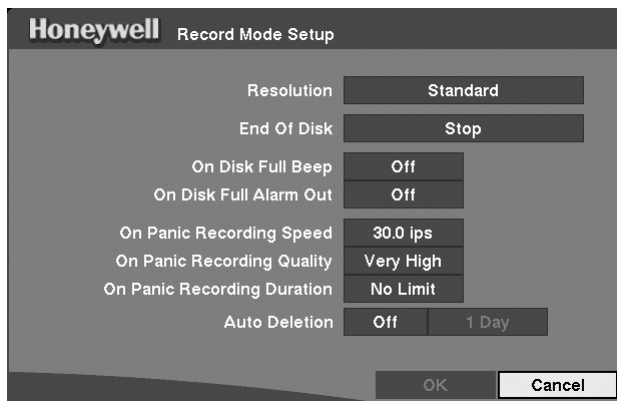 Honeywell Record Mode Setup
Resolution Standard
End Of Disk Stop
On Disk Full Beep Off
On Disk Full Alarm Out Off
On Panic Recording Speed 30.0 ips
On Panic Recording Quality Very High
On Panic Recording Duration No Limit
Auto Deletion Off 1 Day
OK Cancel